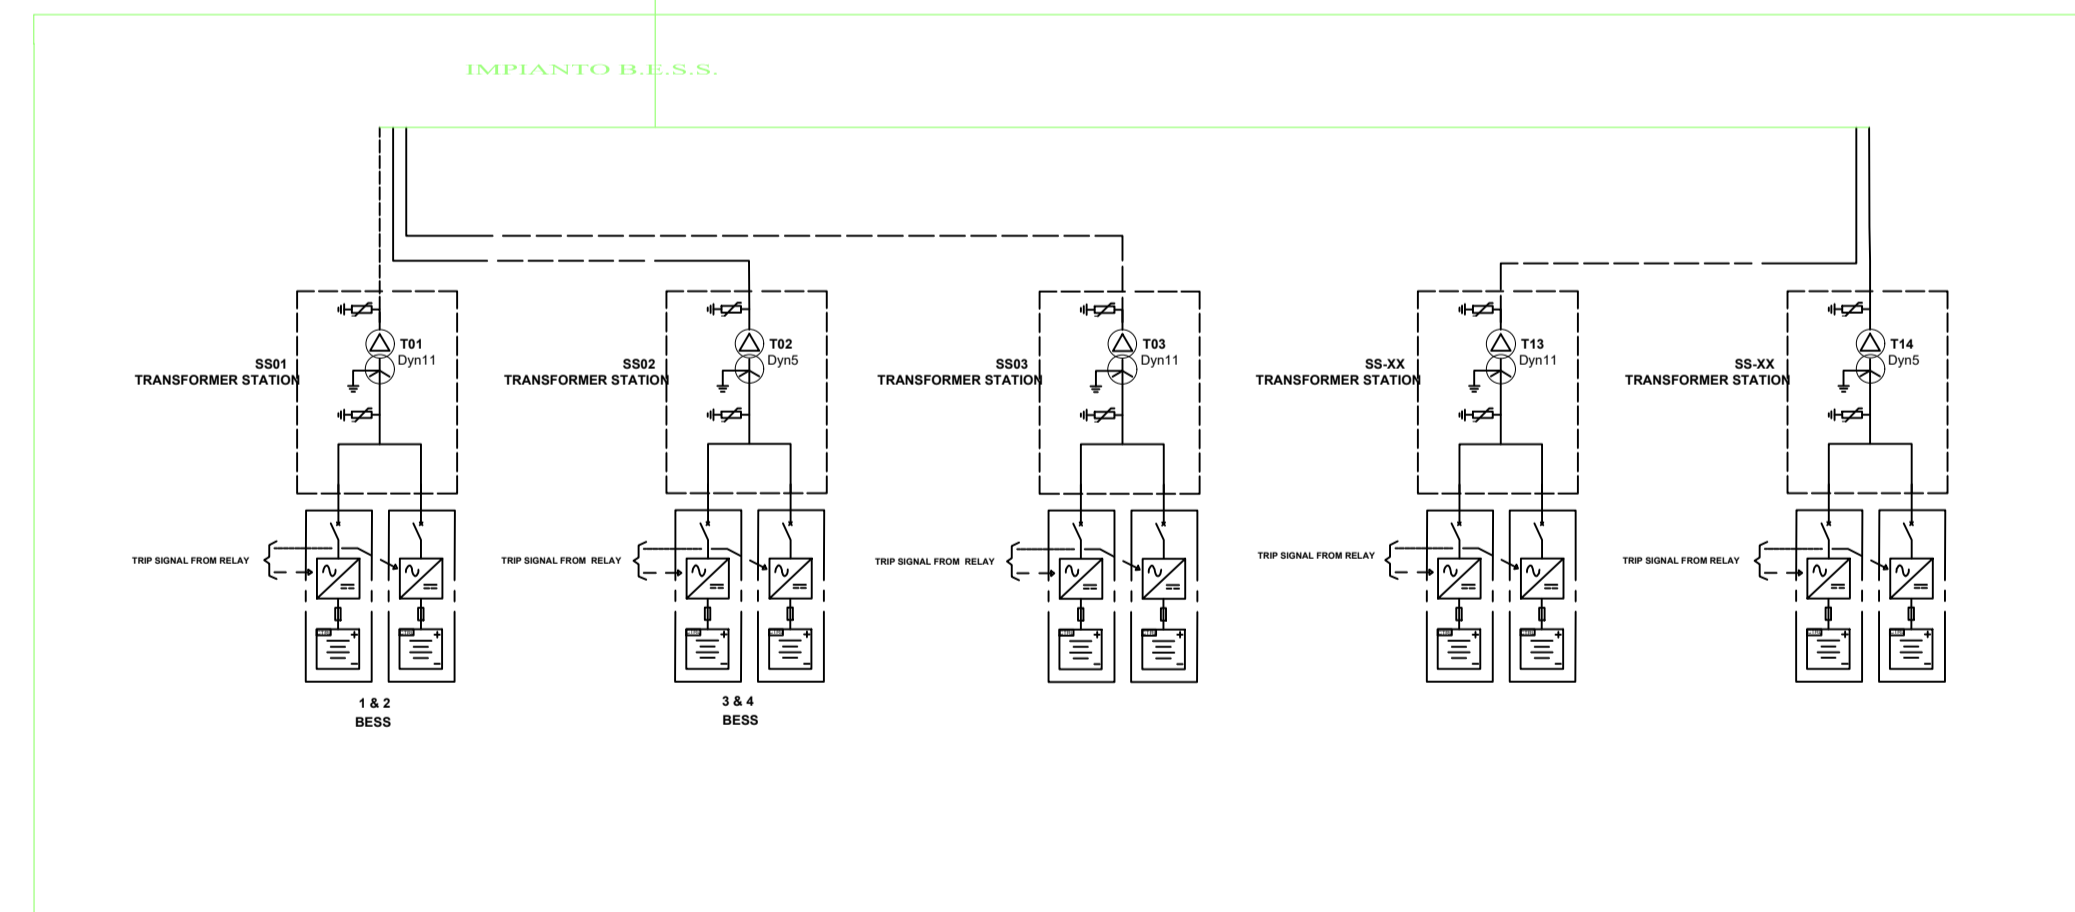 IMPIANTO B.E.S.S.
T01
Dyn11
SS01
TRANSFORMER STATION
T02
Dyn5
SS02
TRANSFORMER STATION
T03
Dyn11
SS03
TRANSFORMER STATION
T13
Dyn11
SS-XX
TRANSFORMER STATION
T14
Dyn5
SS-XX
TRANSFORMER STATION
TRIP SIGNAL FROM RELAY
TRIP SIGNAL FROM RELAY
TRIP SIGNAL FROM RELAY
TRIP SIGNAL FROM RELAY
TRIP SIGNAL FROM RELAY
1 & 2
BESS
3 & 4
BESS